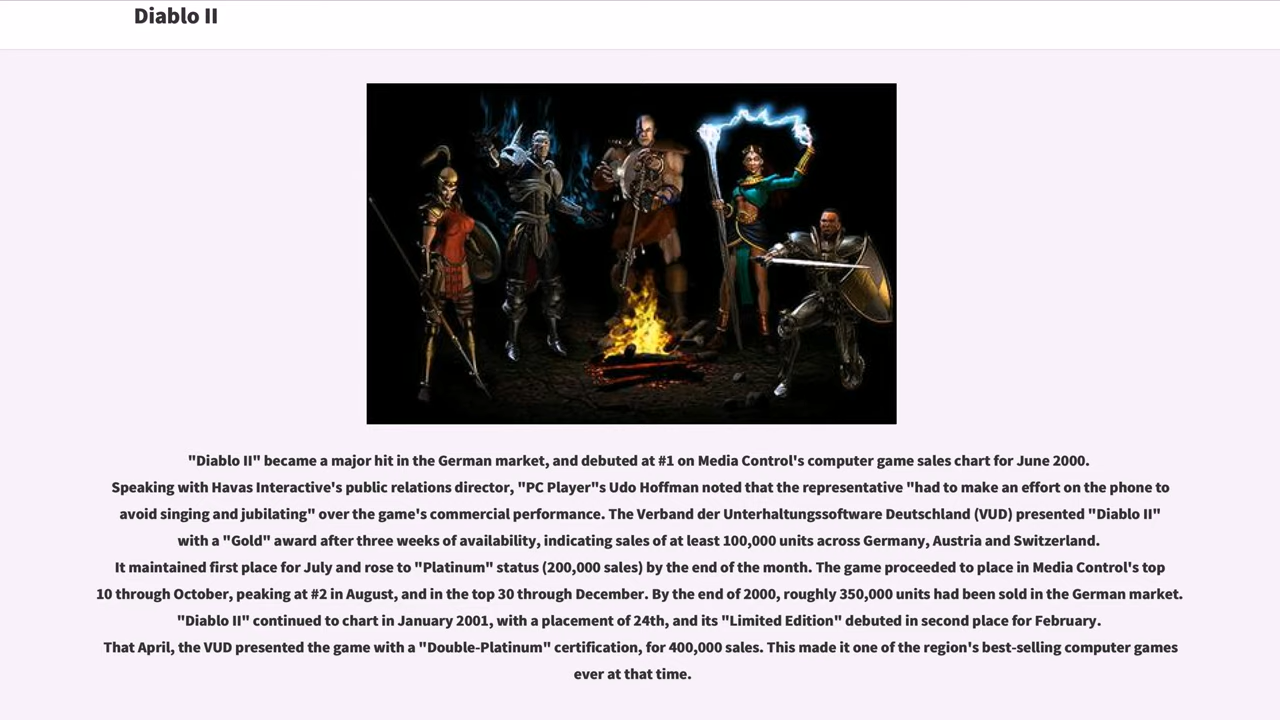 Diablo II
"Diablo II" became a major hit in the German market, and debuted at #1 on Media Control's computer game sales chart for June 2000.
Speaking with Havas Interactive's public relations director, "PC Player"s Udo Hoffman noted that the representative "had to make an effort on the phone to
avoid singing and jubilating" over the game's commercial performance. The Verband der Unterhaltungssoftware Deutschland (VUD) presented "Diablo II"
with a "Gold" award after three weeks of availability, indicating sales of at least 100,000 units across Germany, Austria and Switzerland.
It maintained first place for July and rose to "Platinum" status (200,000 sales) by the end of the month. The game proceeded to place in Media Control's top
10 through October, peaking at #2 in August, and in the top 30 through December. By the end of 2000, roughly 350,000 units had been sold in the German market.
"Diablo II" continued to chart in January 2001, with a placement of 24th, and its "Limited Edition" debuted in second place for February.
That April, the VUD presented the game with a "Double-Platinum" certification, for 400,000 sales. This made it one of the region's best-selling computer games
ever at that time.